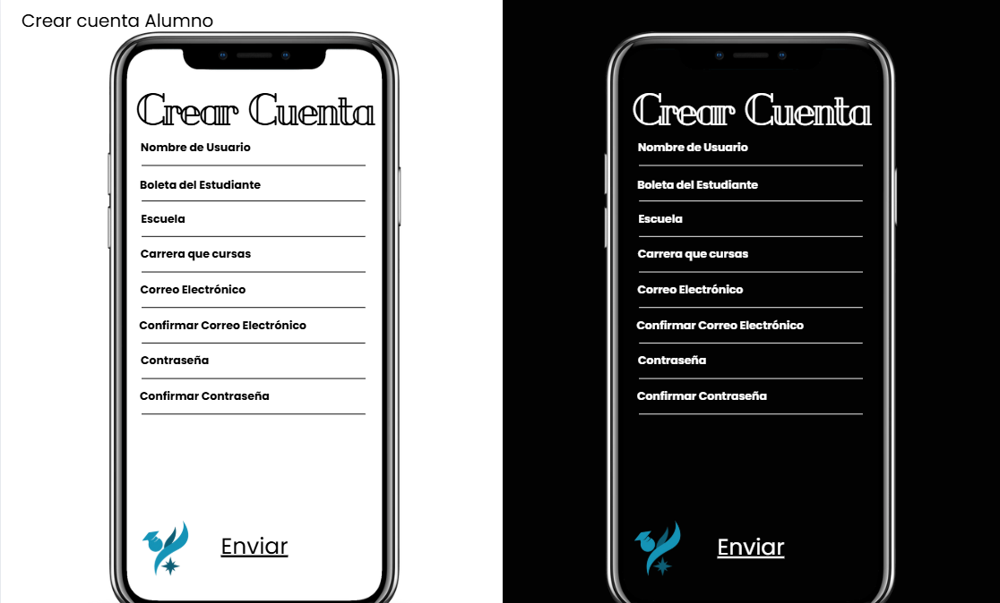 Crear cuenta Alumno
Crear Cuenta
Nombre de Usuario
Boleta del Estudiante
Escuela
Carrera que cursas
Correo Electrónico
Confirmar Correo Electrónico
Contraseña
Confirmar Contraseña
Enviar
Crear Cuenta
Nombre de Usuario
Boleta del Estudiante
Escuela
Carrera que cursas
Correo Electrónico
Confirmar Correo Electrónico
Contraseña
Confirmar Contraseña
Enviar